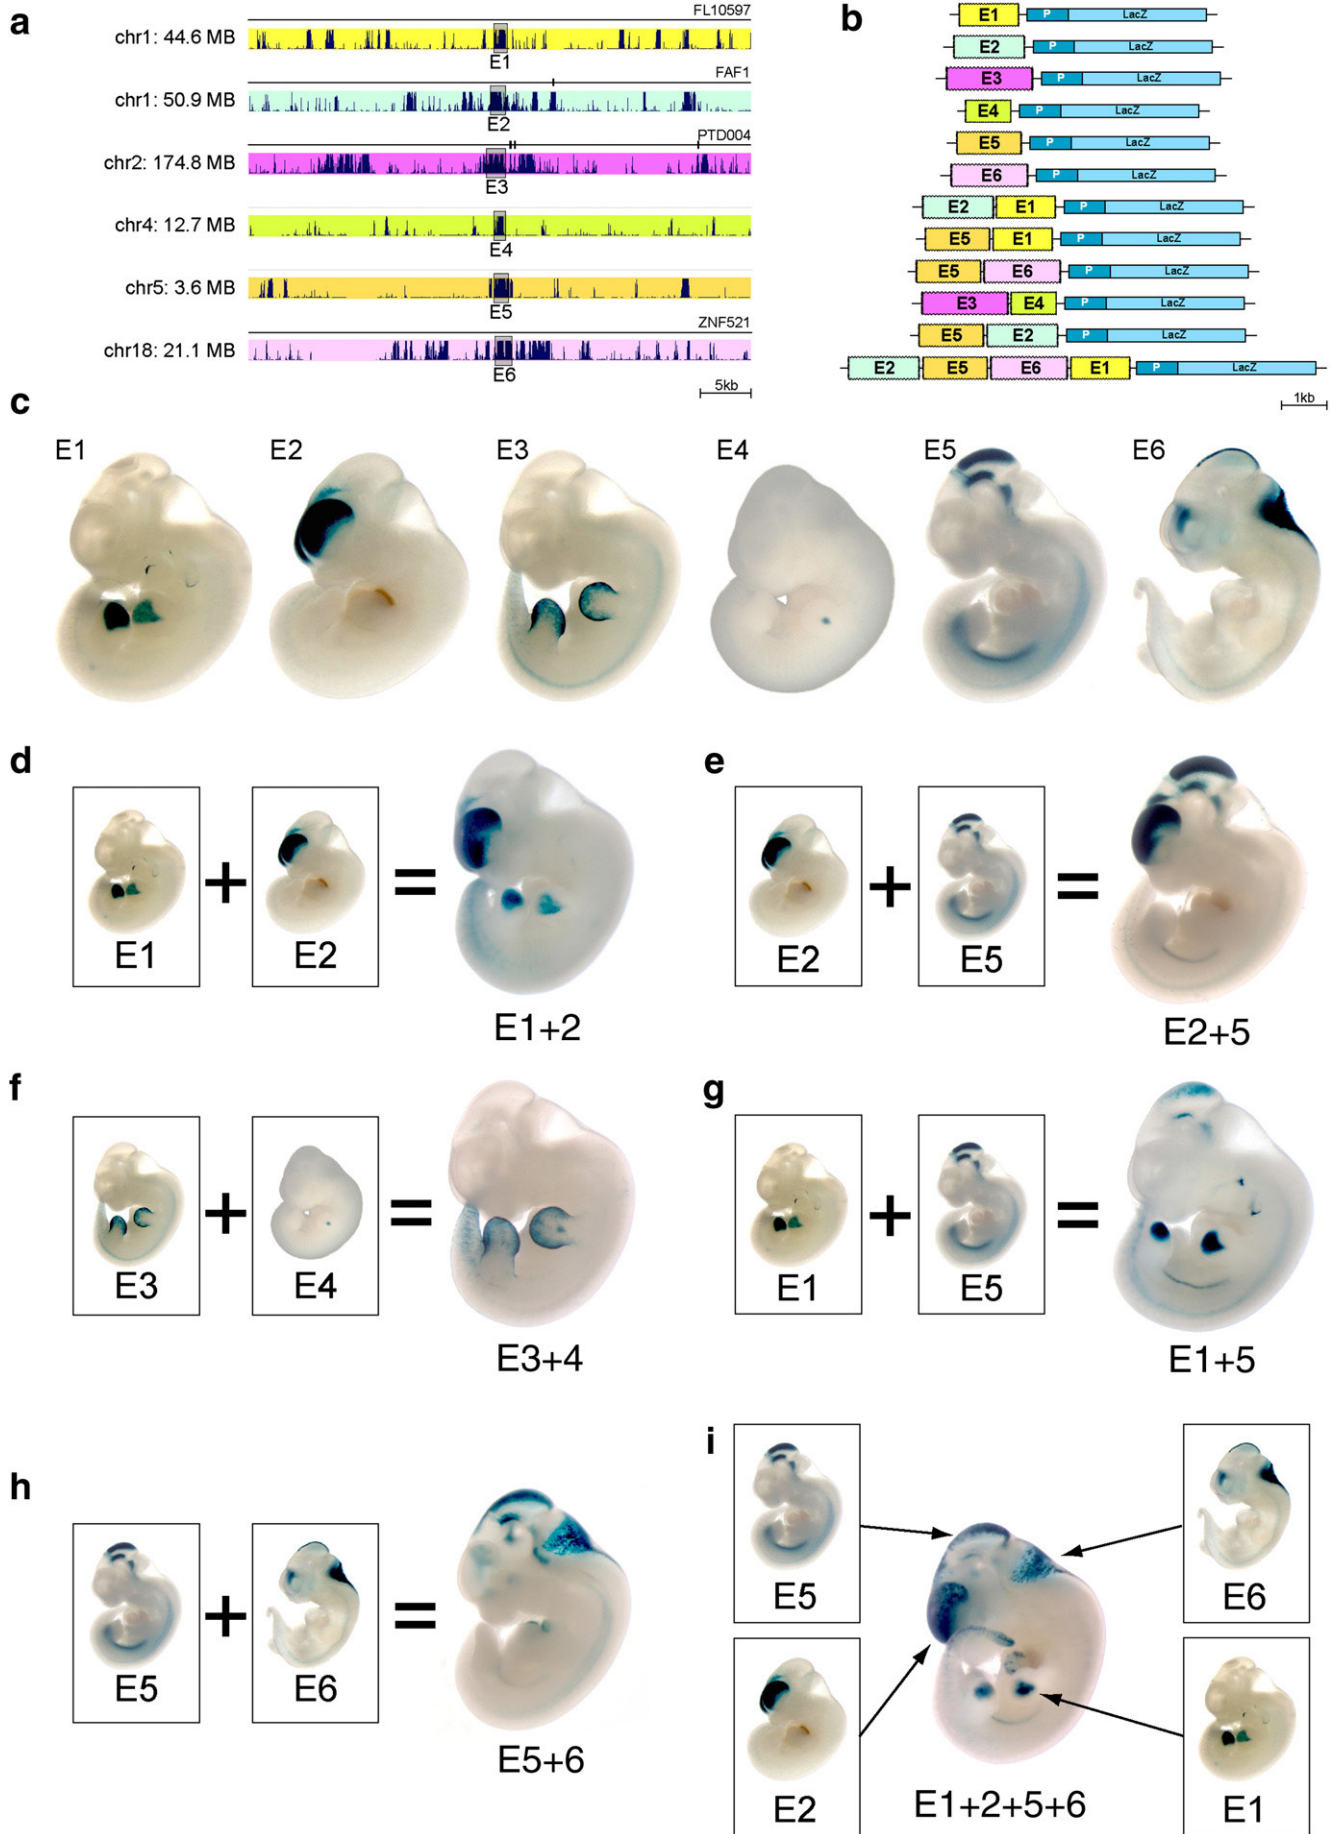 a
FL10597
chr1: 44.6 MB
E1
FAF1
chr1: 50.9 MB
E2
PTD004
chr2: 174.8 MB
E3
chr4: 12.7 MB
E4
chr5: 3.6 MB
E5
ZNF521
chr18: 21.1 MB
E6
5kb
b
E1 P LacZ
E2 P LacZ
E3 P LacZ
E4 P LacZ
E5 P LacZ
E6 P LacZ
E2 E1 P LacZ
E5 E1 P LacZ
E5 E6 P LacZ
E3 E4 P LacZ
E5 E2 P LacZ
E2 E5 E6 E1 P LacZ
1kb
c
E1 E2 E3 E4 E5 E6
d
E1 + E2 =
E1+2
e
E2 + E5 =
E2+5
f
E3 + E4 =
E3+4
g
E1 + E5 =
E1+5
h
E5 + E6 =
E5+6
i
E5
E6
E2
E1
E1+2+5+6